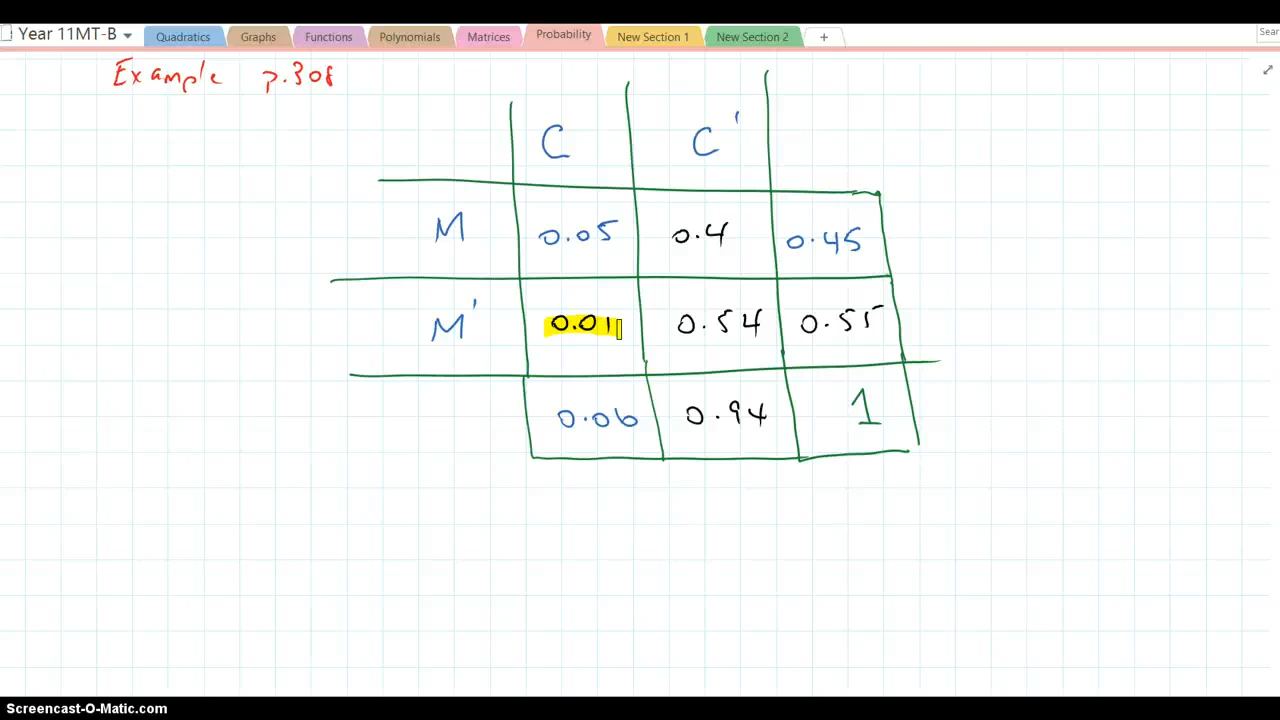 Year 11MT-B Quadratics Graphs Functions Polynomials Matrices Probability New Section 1 New Section 2 + Sear
Example p.308
C C'
M 0.05 0.4 0.45
M' 0.01 0.54 0.55
0.06 0.94 1
Screencast-O-Matic.com